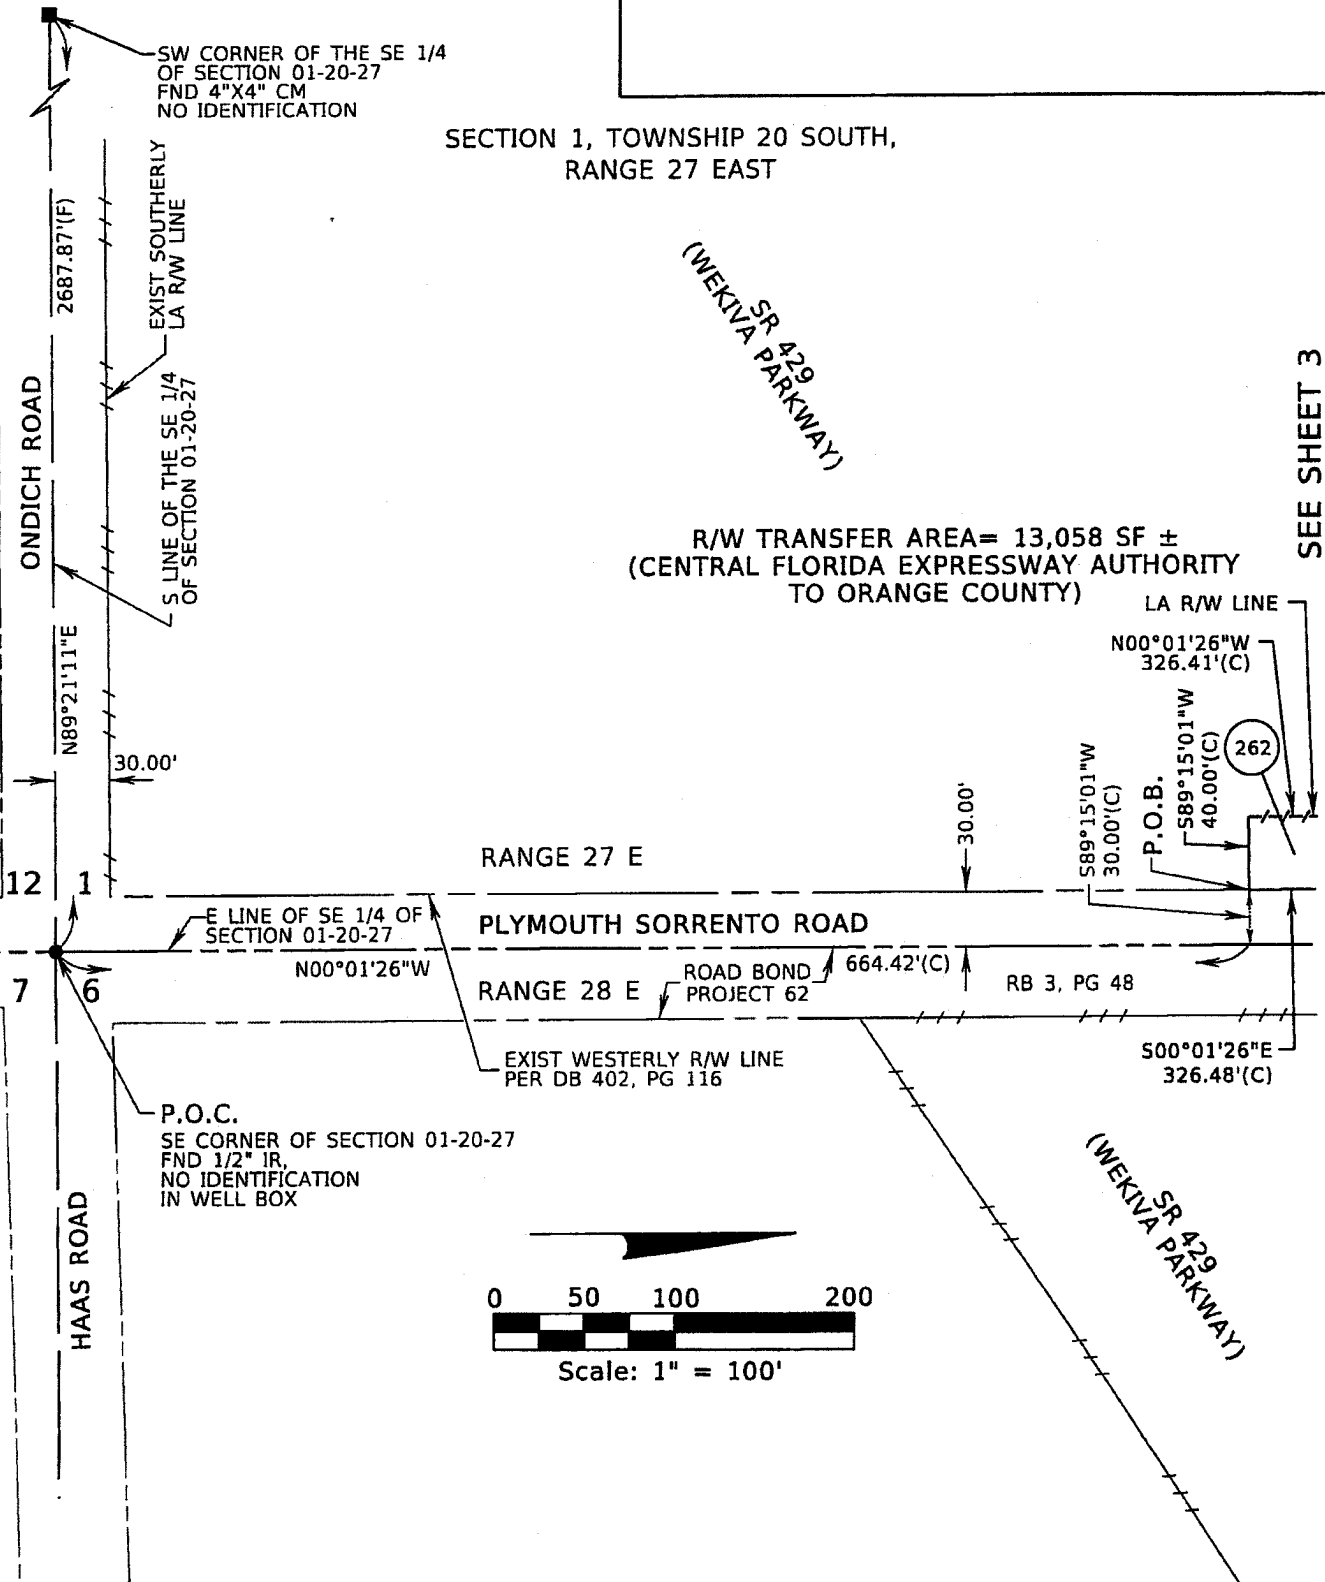 SW CORNER OF THE SE 1/4
OF SECTION 01-20-27
FND 4"X4" CM
NO IDENTIFICATION
SECTION 1, TOWNSHIP 20 SOUTH,
RANGE 27 EAST
2687.87'(F)
EXIST SOUTHERLY
LA R/W LINE
SR 429
(WEKIVA PARKWAY)
SEE SHEET 3
ONDICH ROAD
S LINE OF THE SE 1/4
OF SECTION 01-20-27
R/W TRANSFER AREA= 13,058 SF ±
(CENTRAL FLORIDA EXPRESSWAY AUTHORITY
TO ORANGE COUNTY)
LA R/W LINE
N00°01'26"W
326.41'(C)
N89°21'11"E
30.00'
S89°15'01"W
40.00'(C)
262
S89°15'01"W
30.00'(C)
P.O.B.
30.00'
12
1
RANGE 27 E
E LINE OF SE 1/4 OF
SECTION 01-20-27
PLYMOUTH SORRENTO ROAD
N00°01'26"W
664.42'(C)
7
6
RANGE 28 E
ROAD BOND
PROJECT 62
RB 3, PG 48
EXIST WESTERLY R/W LINE
PER DB 402, PG 116
S00°01'26"E
326.48'(C)
P.O.C.
SE CORNER OF SECTION 01-20-27
FND 1/2" IR,
NO IDENTIFICATION
IN WELL BOX
HAAS ROAD
SR 429
(WEKIVA PARKWAY)
0 50 100 200
Scale: 1" = 100'